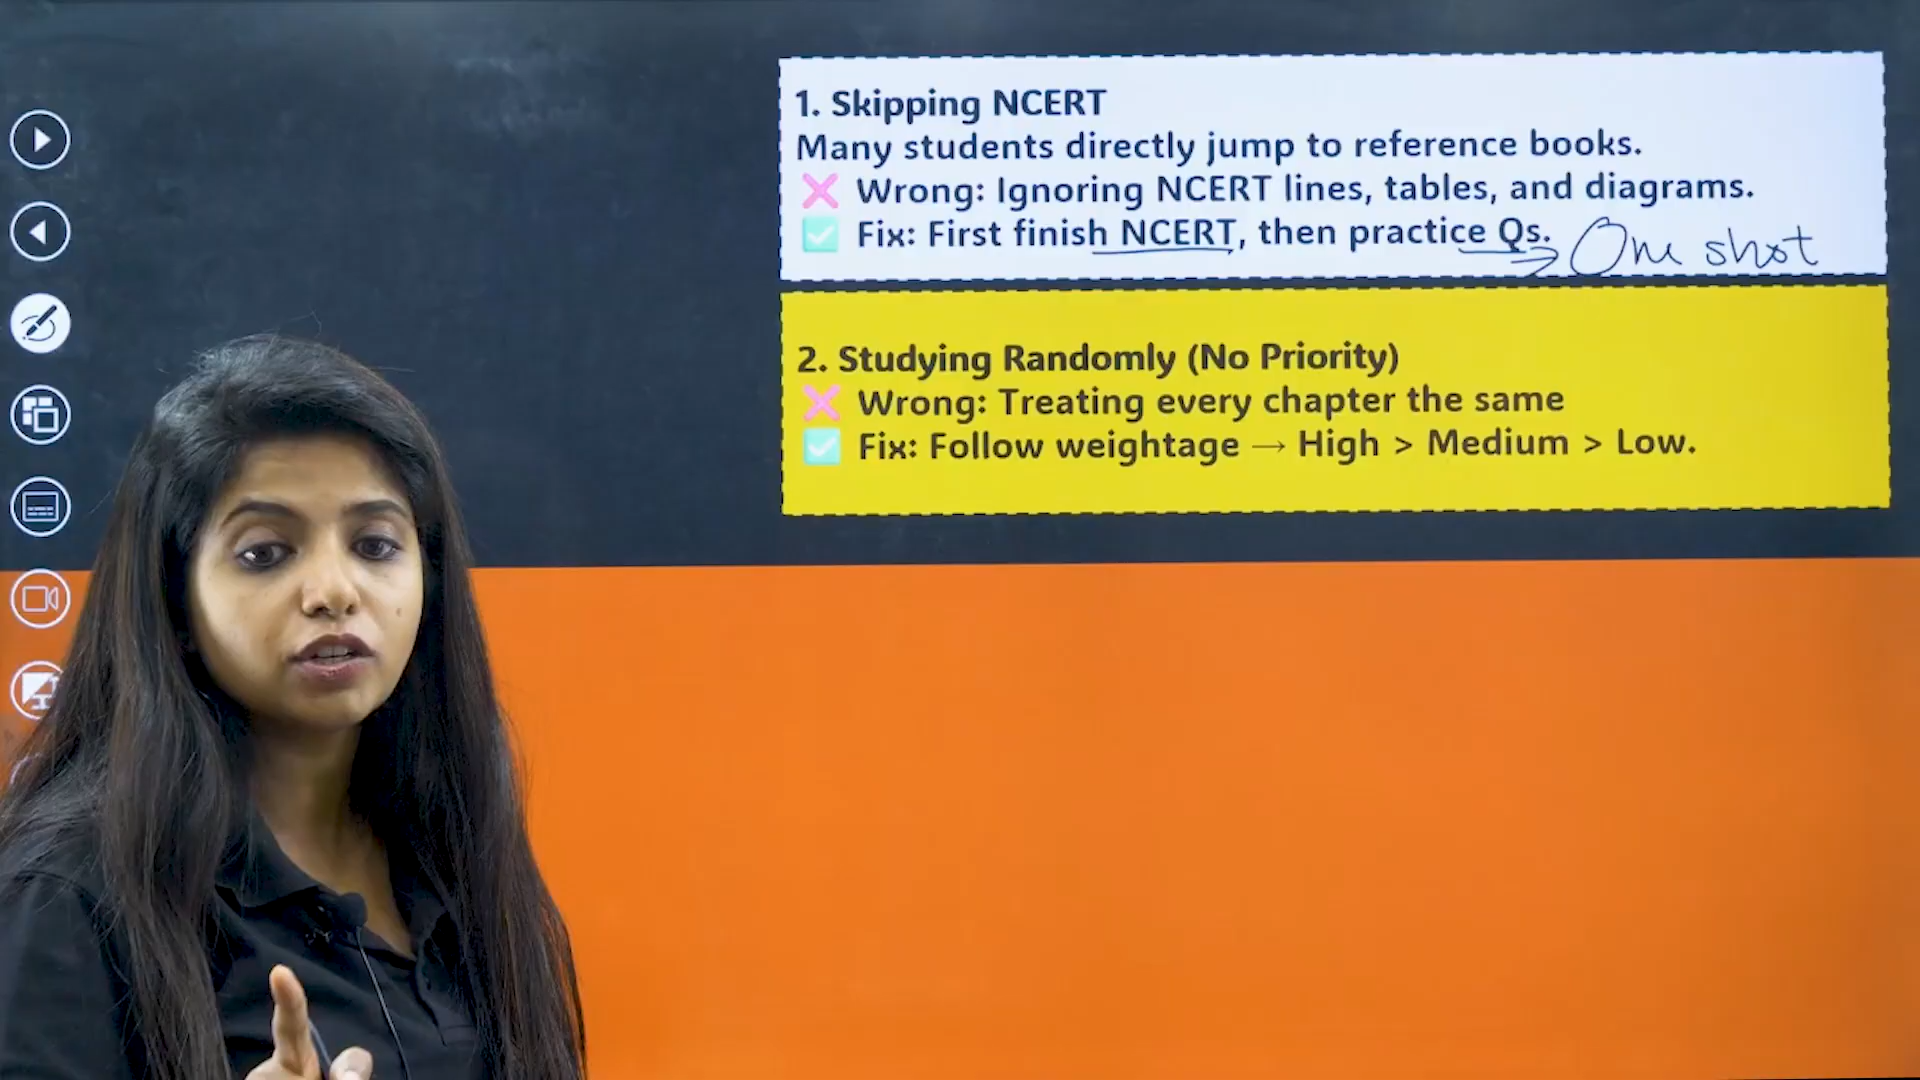 1. Skipping NCERT
Many students directly jump to reference books.
❌ Wrong: Ignoring NCERT lines, tables, and diagrams.
✅ Fix: First finish NCERT, then practice Qs. → One shot
2. Studying Randomly (No Priority)
❌ Wrong: Treating every chapter the same
✅ Fix: Follow weightage → High > Medium > Low.